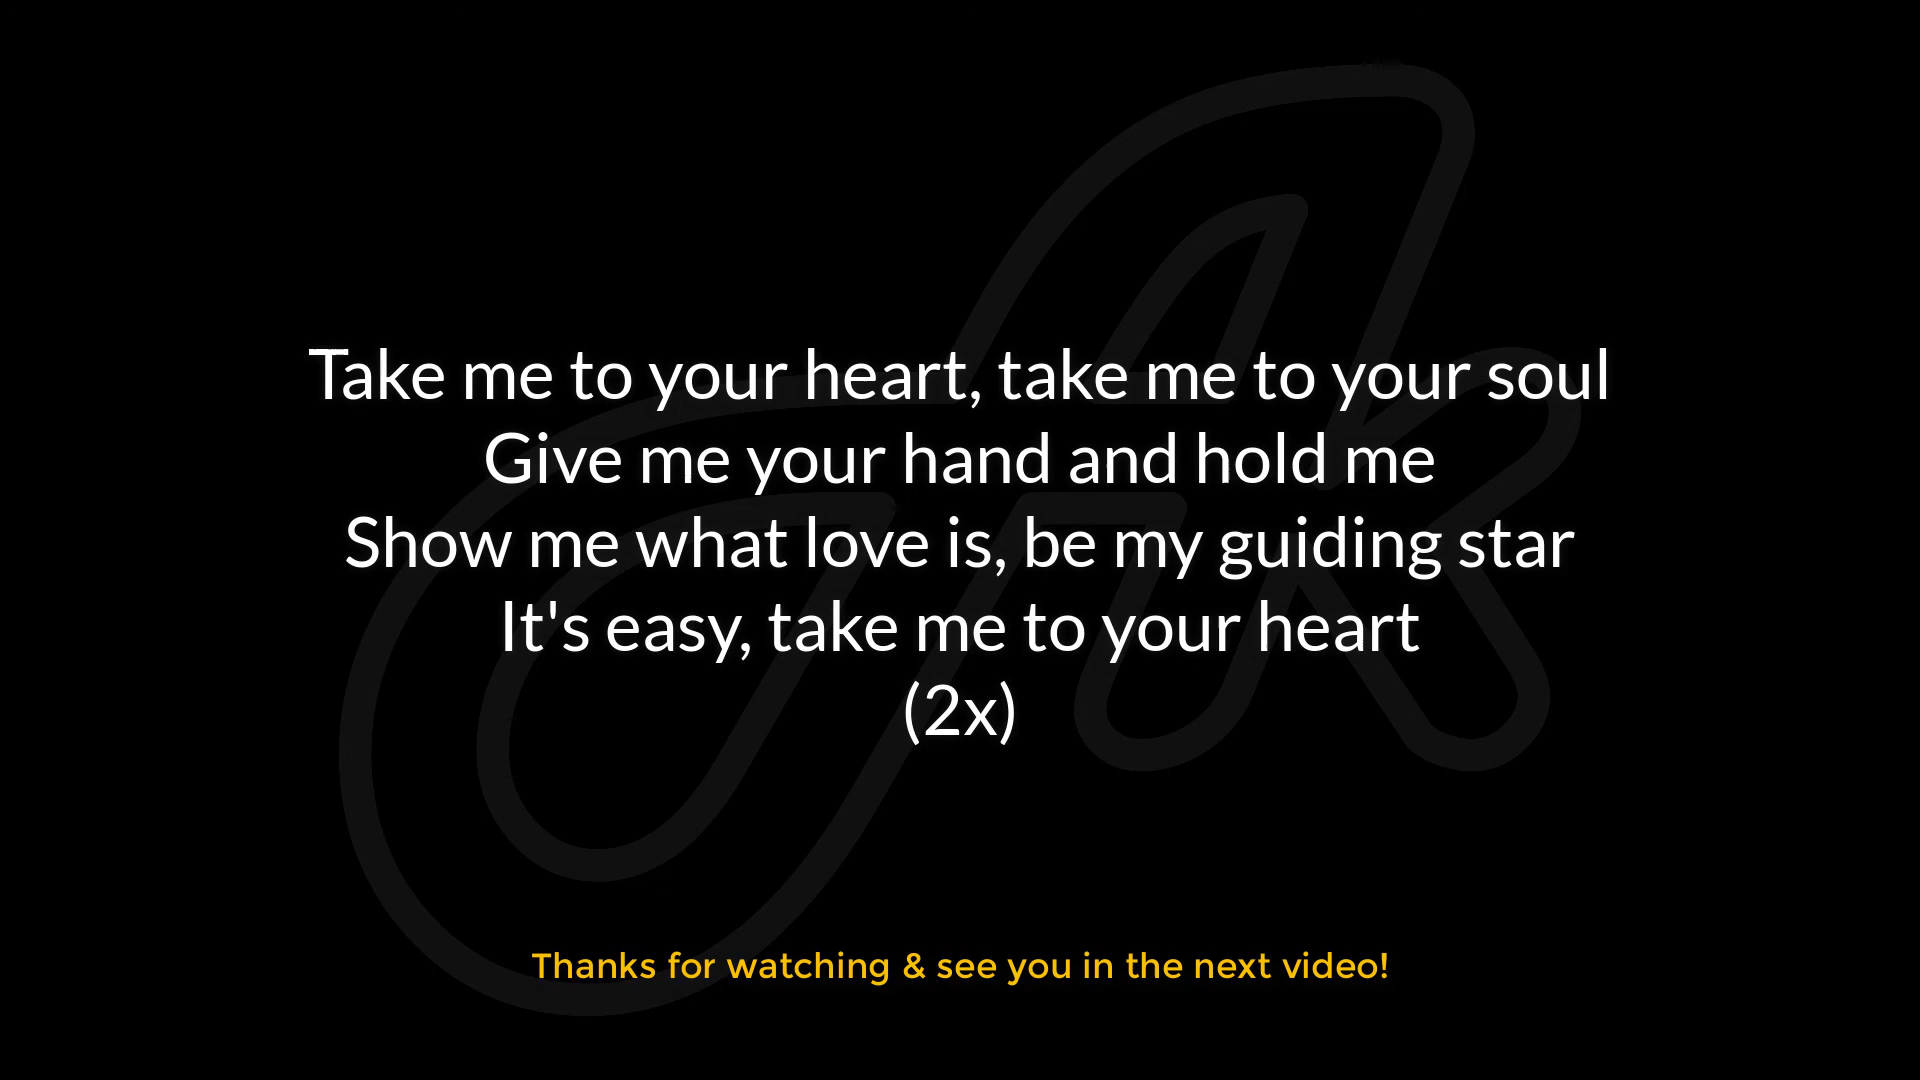 Take me to your heart, take me to your soul
Give me your hand and hold me
Show me what love is, be my guiding star
It's easy, take me to your heart
(2x)
Thanks for watching & see you in the next video!